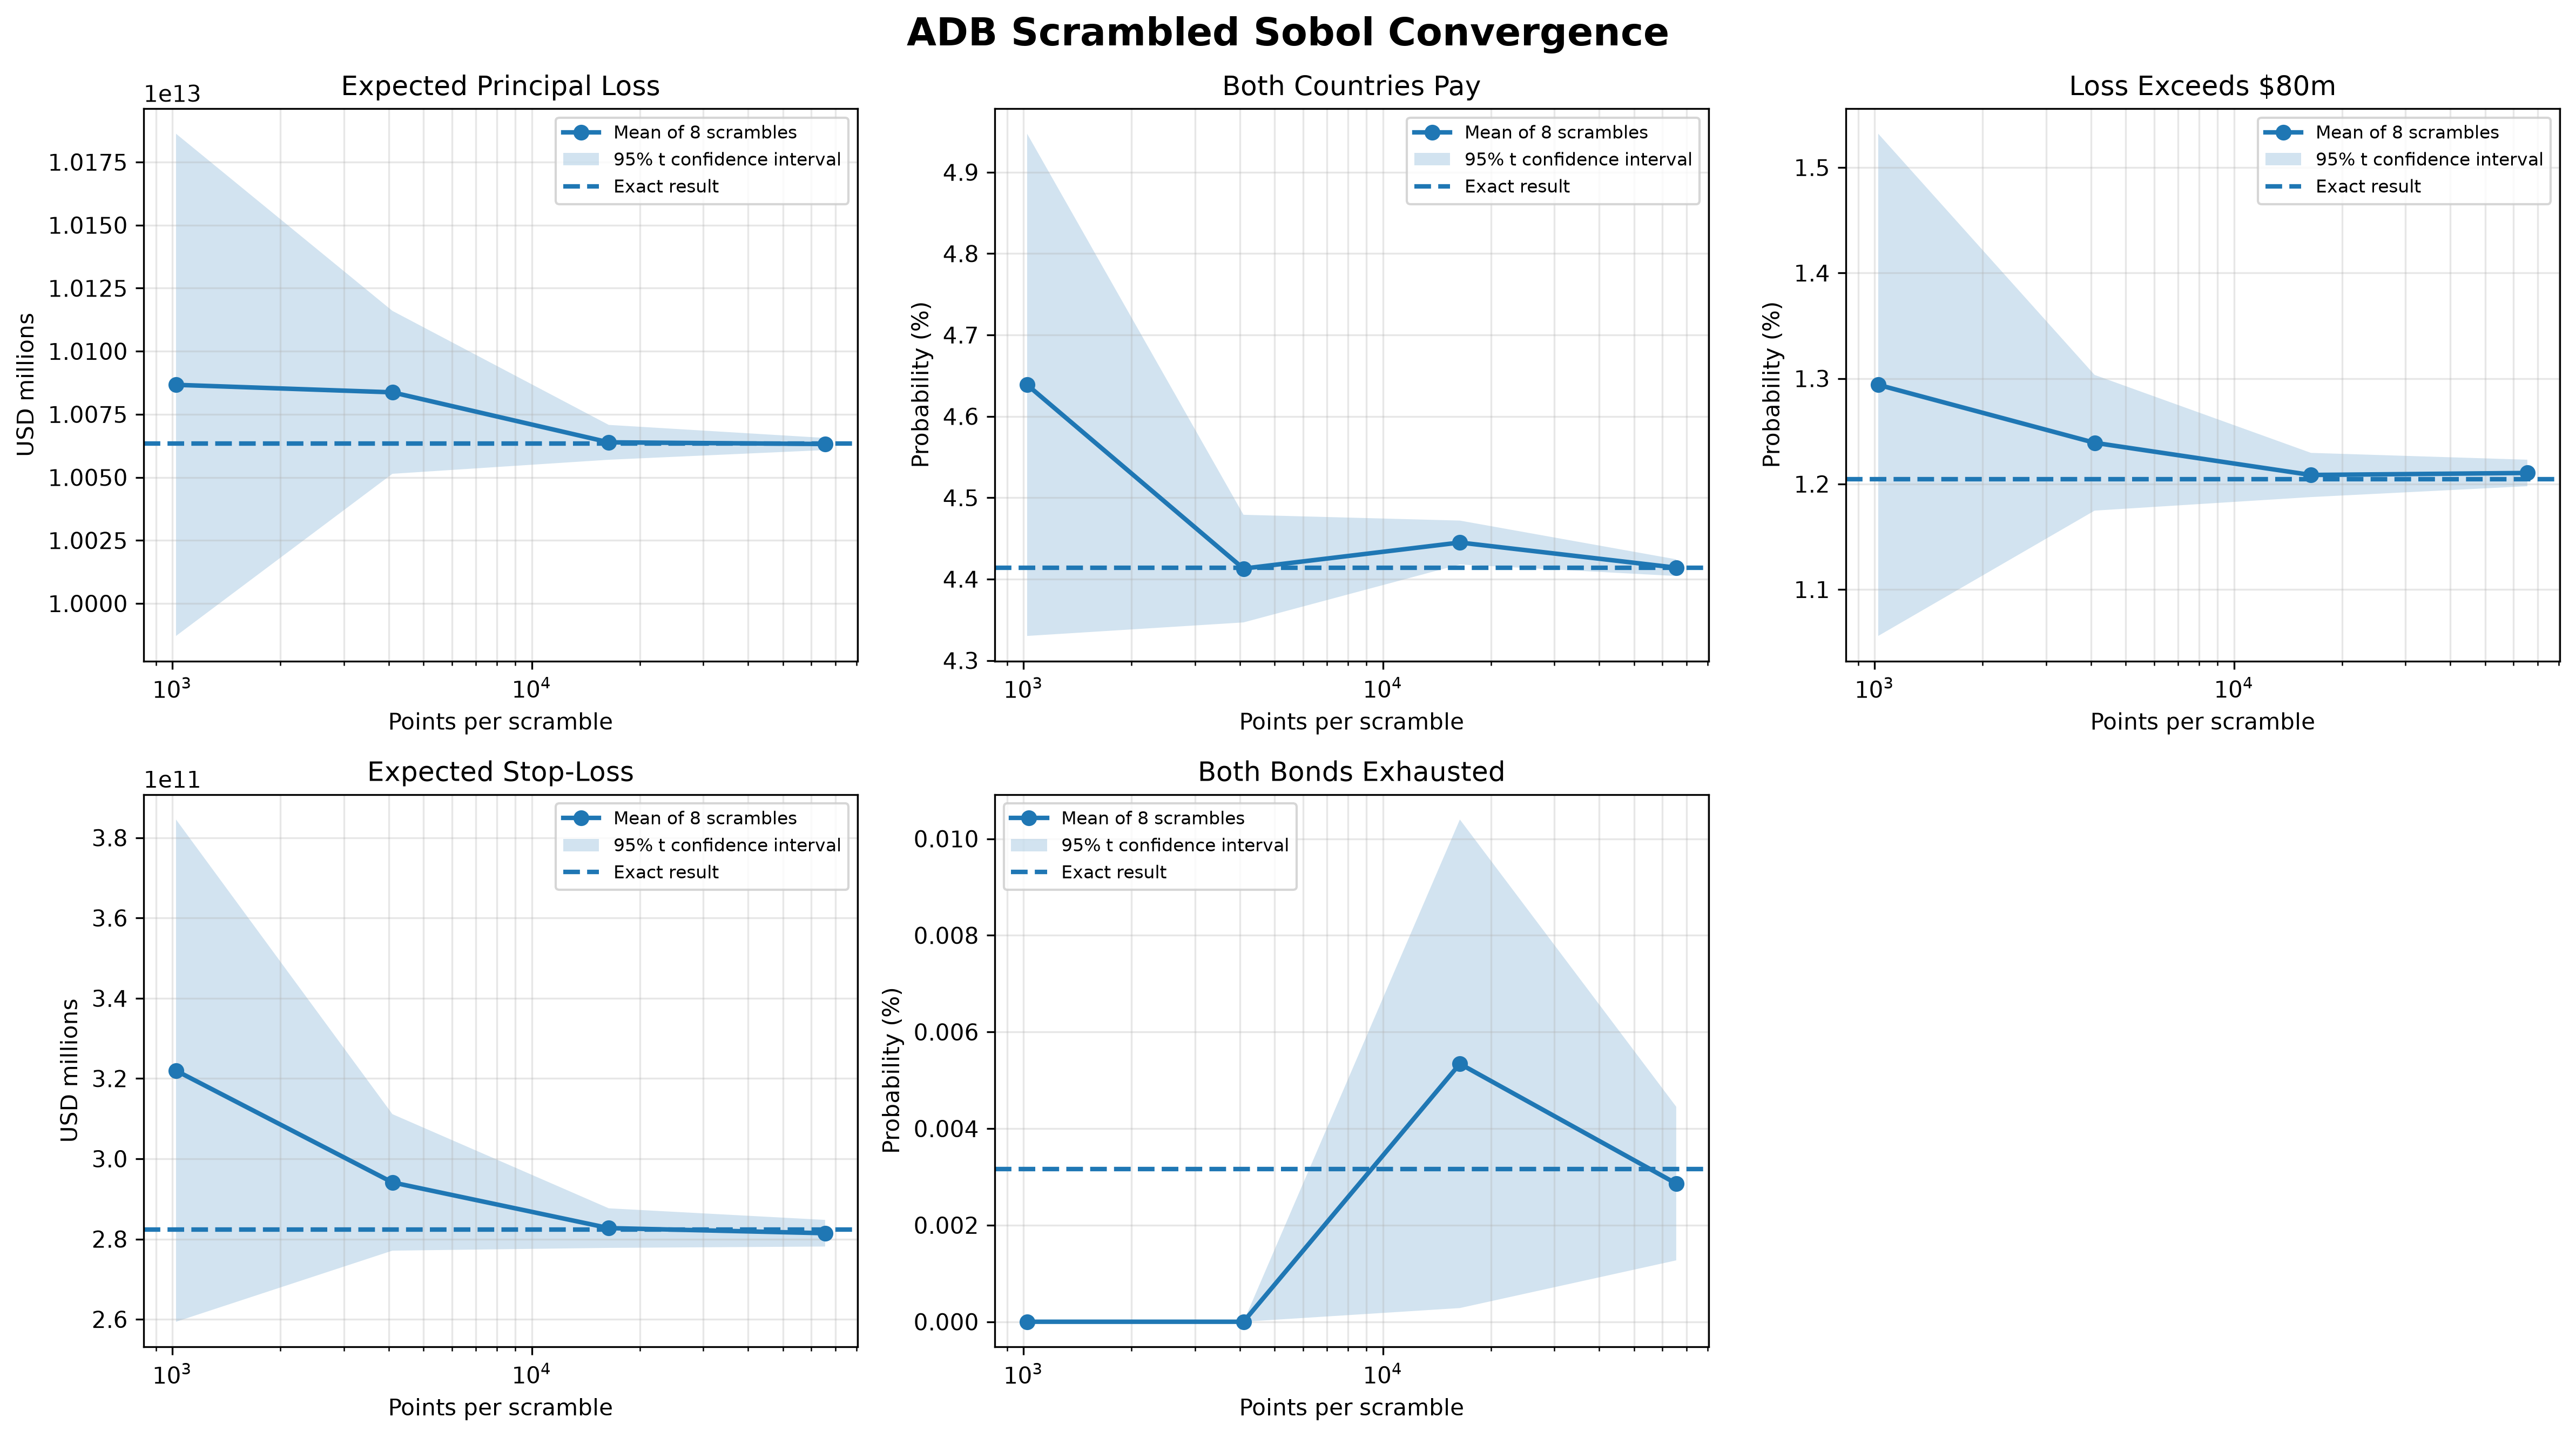 ADB Scrambled Sobol Convergence
Expected Principal Loss
1e13
USD millions
1.0175
1.0150
1.0125
1.0100
1.0075
1.0050
1.0025
1.0000
Mean of 8 scrambles
95% t confidence interval
Exact result
10³ 10⁴
Points per scramble
Both Countries Pay
Probability (%)
4.9
4.8
4.7
4.6
4.5
4.4
4.3
Mean of 8 scrambles
95% t confidence interval
Exact result
10³ 10⁴
Points per scramble
Loss Exceeds $80m
Probability (%)
1.5
1.4
1.3
1.2
1.1
Mean of 8 scrambles
95% t confidence interval
Exact result
10³ 10⁴
Points per scramble
Expected Stop-Loss
1e11
USD millions
3.8
3.6
3.4
3.2
3.0
2.8
2.6
Mean of 8 scrambles
95% t confidence interval
Exact result
10³ 10⁴
Points per scramble
Both Bonds Exhausted
Probability (%)
0.010
0.008
0.006
0.004
0.002
0.000
Mean of 8 scrambles
95% t confidence interval
Exact result
10³ 10⁴
Points per scramble